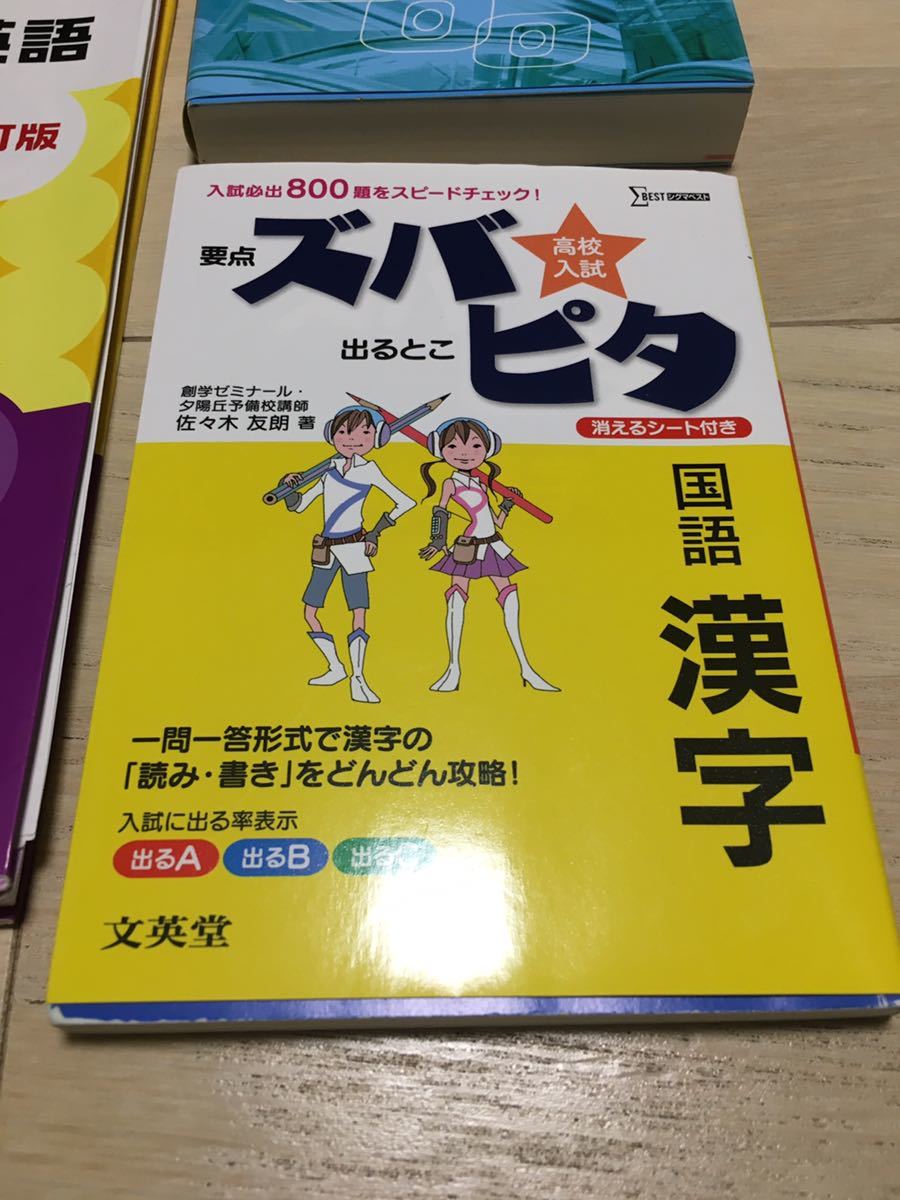 英語
訂版
入試必出800題をスピードチェック!
ΣBEST シグマベスト
要点 ズバ
高校
入試
出るとこ ピタ
創学ゼミナール・
夕陽丘予備校講師
佐々木 友朗 著
消えるシート付き
国語
漢字
一問一答形式で漢字の
「読み・書き」をどんどん攻略!
入試に出る率表示
出るA 出るB 出るC
文英堂